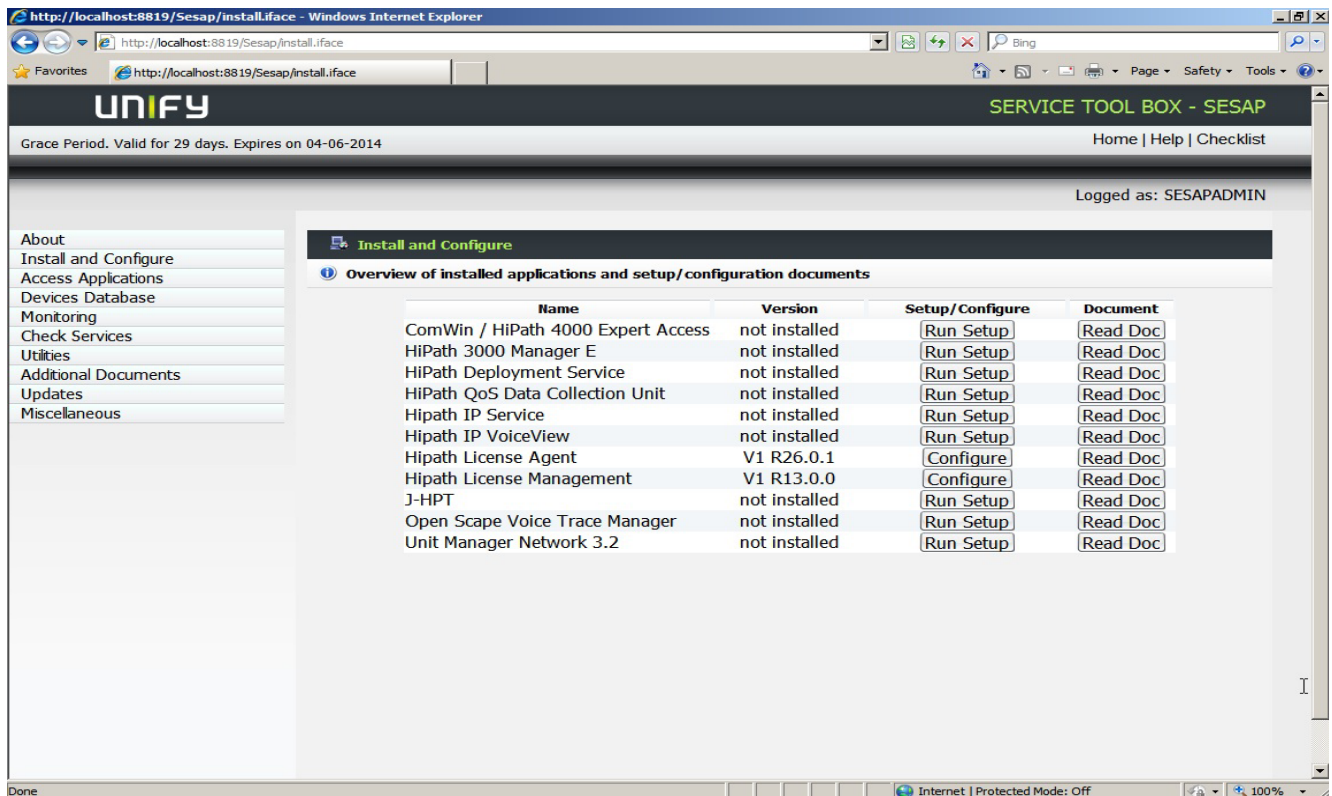 http://localhost:8819/Sesap/install.iface - Windows Internet Explorer
http://localhost:8819/Sesap/install.iface
Bing
Favorites http://localhost:8819/Sesap/install.iface Page Safety Tools
UNIFY SERVICE TOOL BOX - SESAP
Grace Period. Valid for 29 days. Expires on 04-06-2014 Home | Help | Checklist
Logged as: SESAPADMIN
About
Install and Configure
Access Applications
Devices Database
Monitoring
Check Services
Utilities
Additional Documents
Updates
Miscellaneous
Install and Configure
Overview of installed applications and setup/configuration documents
Name Version Setup/Configure Document
ComWin / HiPath 4000 Expert Access not installed Run Setup Read Doc
HiPath 3000 Manager E not installed Run Setup Read Doc
HiPath Deployment Service not installed Run Setup Read Doc
HiPath QoS Data Collection Unit not installed Run Setup Read Doc
Hipath IP Service not installed Run Setup Read Doc
Hipath IP VoiceView not installed Run Setup Read Doc
Hipath License Agent V1 R26.0.1 Configure Read Doc
Hipath License Management V1 R13.0.0 Configure Read Doc
J-HPT not installed Run Setup Read Doc
Open Scape Voice Trace Manager not installed Run Setup Read Doc
Unit Manager Network 3.2 not installed Run Setup Read Doc
Done Internet | Protected Mode: Off 100%